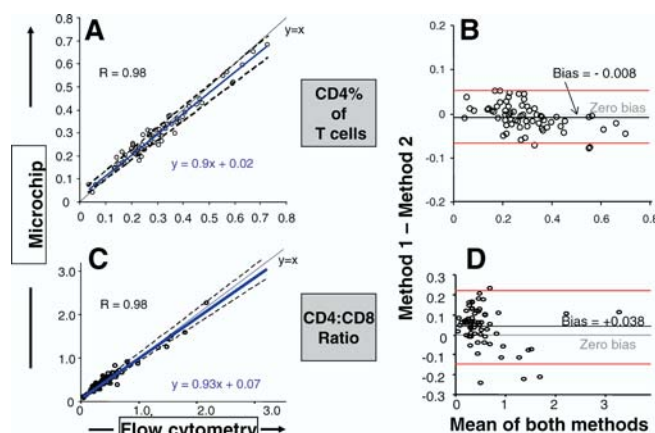 A
0.8
0.7
0.6
0.5
0.4
0.3
0.2
0.1
0
y=x
R = 0.98
y = 0.9x + 0.02
0 0.1 0.2 0.3 0.4 0.5 0.6 0.7 0.8
CD4%
of
T cells
B
0.2
0.1
0
-0.1
-0.2
Bias = - 0.008
Zero bias
0 0.2 0.4 0.6 0.8
Microchip
Method 1 – Method 2
C
3.0
2.0
1.0
0
y=x
R = 0.98
y = 0.93x + 0.07
0 1.0 2.0 3.0
Flow cytometry
CD4:CD8
Ratio
D
0.3
0.2
0.1
0
-0.1
-0.2
-0.3
Bias = +0.038
Zero bias
0 1 2 3
Mean of both methods